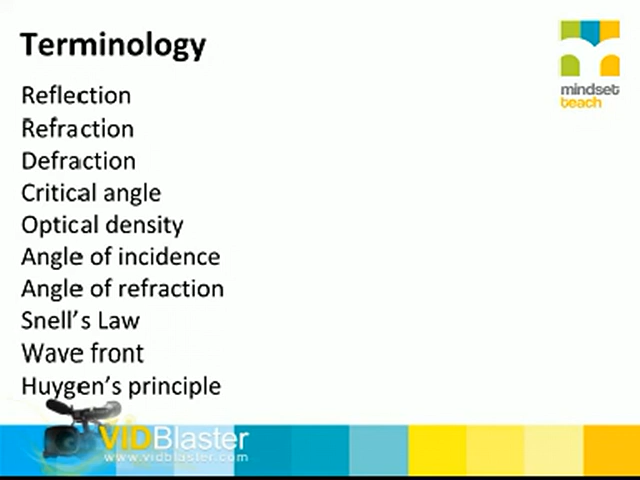 Terminology
mindset
teach
Reflection
Refraction
Defraction
Critical angle
Optical density
Angle of incidence
Angle of refraction
Snell's Law
Wave front
Huygen's principle
VIDBlaster
www.vidblaster.com